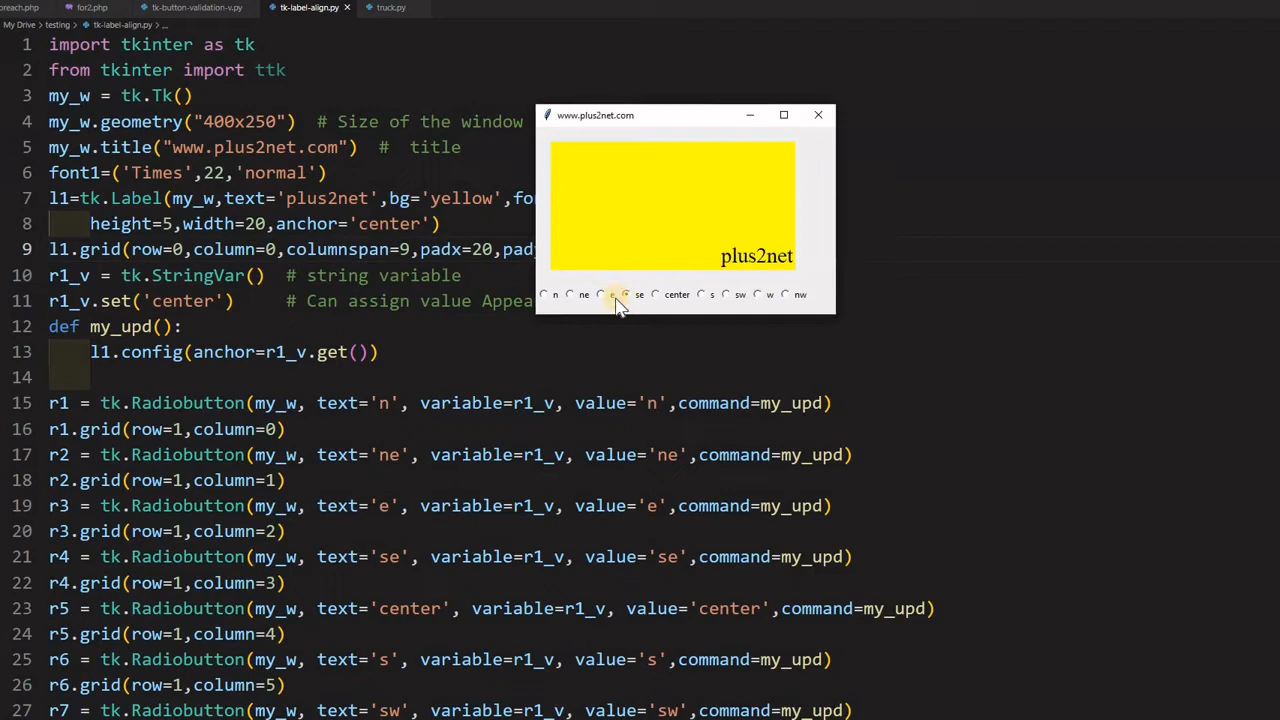 reach.php for2.php tk-button-validation-v.py tk-label-align.py truck.py
My Drive > testing > tk-label-align.py > ...
1 import tkinter as tk
2 from tkinter import ttk
3 my_w = tk.Tk()
4 my_w.geometry("400x250")  # Size of the window
5 my_w.title("www.plus2net.com")  #  title
6 font1=('Times',22,'normal')
7 l1=tk.Label(my_w,text='plus2net',bg='yellow',fo
8 height=5,width=20,anchor='center')
9 l1.grid(row=0,column=0,columnspan=9,padx=20,pad
10 r1_v = tk.StringVar()  # string variable
11 r1_v.set('center')     # Can assign value Appea
12 def my_upd():
13 l1.config(anchor=r1_v.get())
14
15 r1 = tk.Radiobutton(my_w, text='n', variable=r1_v, value='n',command=my_upd)
16 r1.grid(row=1,column=0)
17 r2 = tk.Radiobutton(my_w, text='ne', variable=r1_v, value='ne',command=my_upd)
18 r2.grid(row=1,column=1)
19 r3 = tk.Radiobutton(my_w, text='e', variable=r1_v, value='e',command=my_upd)
20 r3.grid(row=1,column=2)
21 r4 = tk.Radiobutton(my_w, text='se', variable=r1_v, value='se',command=my_upd)
22 r4.grid(row=1,column=3)
23 r5 = tk.Radiobutton(my_w, text='center', variable=r1_v, value='center',command=my_upd)
24 r5.grid(row=1,column=4)
25 r6 = tk.Radiobutton(my_w, text='s', variable=r1_v, value='s',command=my_upd)
26 r6.grid(row=1,column=5)
27 r7 = tk.Radiobutton(my_w, text='sw', variable=r1_v, value='sw',command=my_upd)
www.plus2net.com
plus2net
n ne e se center s sw w nw